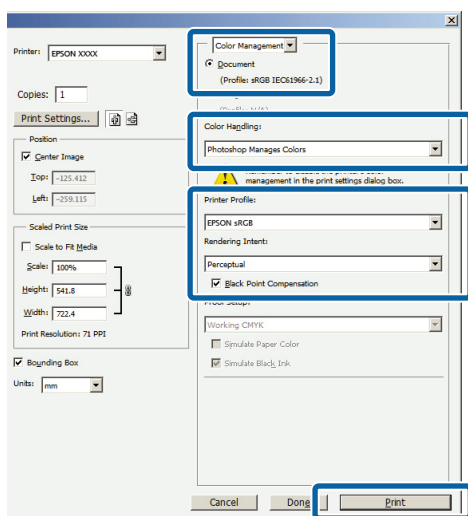 Printer: EPSON XXXX
Copies: 1
Print Settings...
Position
Center Image
Top: -125.412
Left: -259.115
Scaled Print Size
Scale to Fit Media
Scale: 100%
Height: 541.8
Width: 722.4
Print Resolution: 71 PPI
Bounding Box
Units: mm
Color Management
Document
(Profile: sRGB IEC61966-2.1)
Color Handling:
Photoshop Manages Colors
management in the print settings dialog box.
Printer Profile:
EPSON sRGB
Rendering Intent:
Perceptual
Black Point Compensation
Working CMYK
Simulate Paper Color
Simulate Black Ink
Cancel
Print